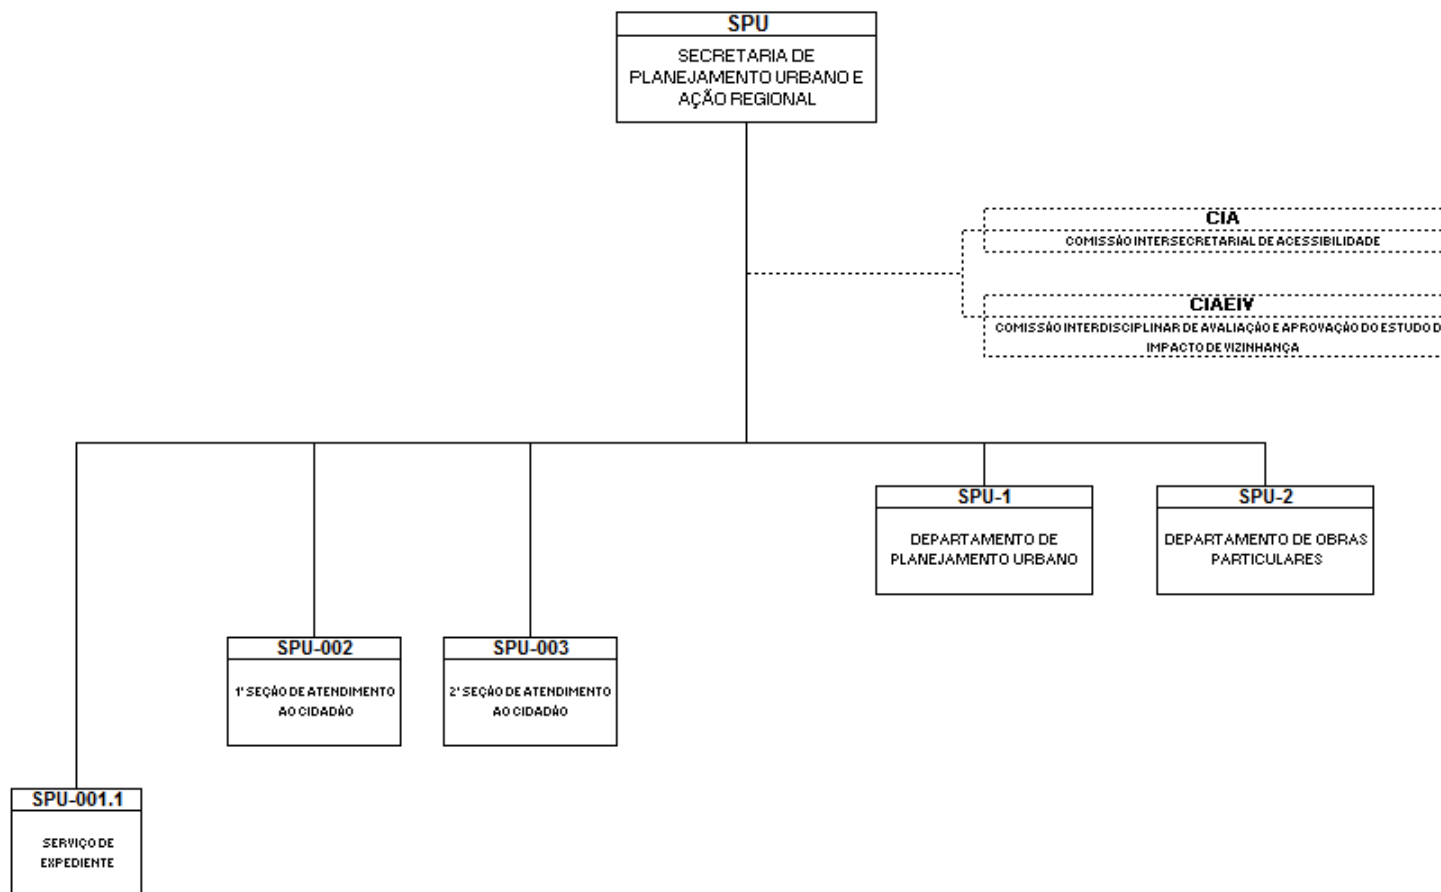 SPU
SECRETARIA DE
PLANEJAMENTO URBANO E
AÇÃO REGIONAL
CIA
COMISSÃO INTERSECRETARIAL DE ACESSIBILIDADE
CIAEIV
COMISSÃO INTERDISCIPLINAR DE AVALIAÇÃO E APROVAÇÃO DO ESTUDO D
IMPACTO DE VIZINHANÇA
SPU-1
DEPARTAMENTO DE
PLANEJAMENTO URBANO
SPU-2
DEPARTAMENTO DE OBRAS
PARTICULARES
SPU-002
1ª SEÇÃO DE ATENDIMENTO
AO CIDADÃO
SPU-003
2ª SEÇÃO DE ATENDIMENTO
AO CIDADÃO
SPU-001.1
SERVIÇO DE
EXPEDIENTE